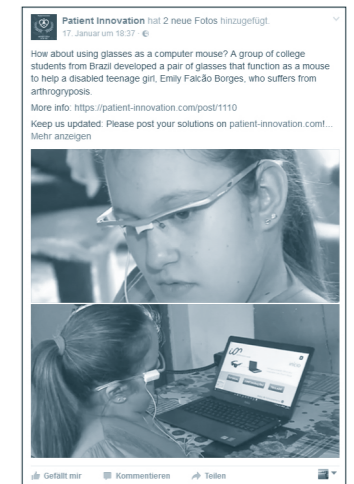 Patient Innovation hat 2 neue Fotos hinzugefügt.
17. Januar um 18:37 ·
How about using glasses as a computer mouse? A group of college
students from Brazil developed a pair of glasses that function as a mouse
to help a disabled teenage girl, Emily Falcão Borges, who suffers from
arthrogryposis.
More info: https://patient-innovation.com/post/1110
Keep us updated: Please post your solutions on patient-innovation.com!...
Mehr anzeigen
Gefällt mir Kommentieren Teilen